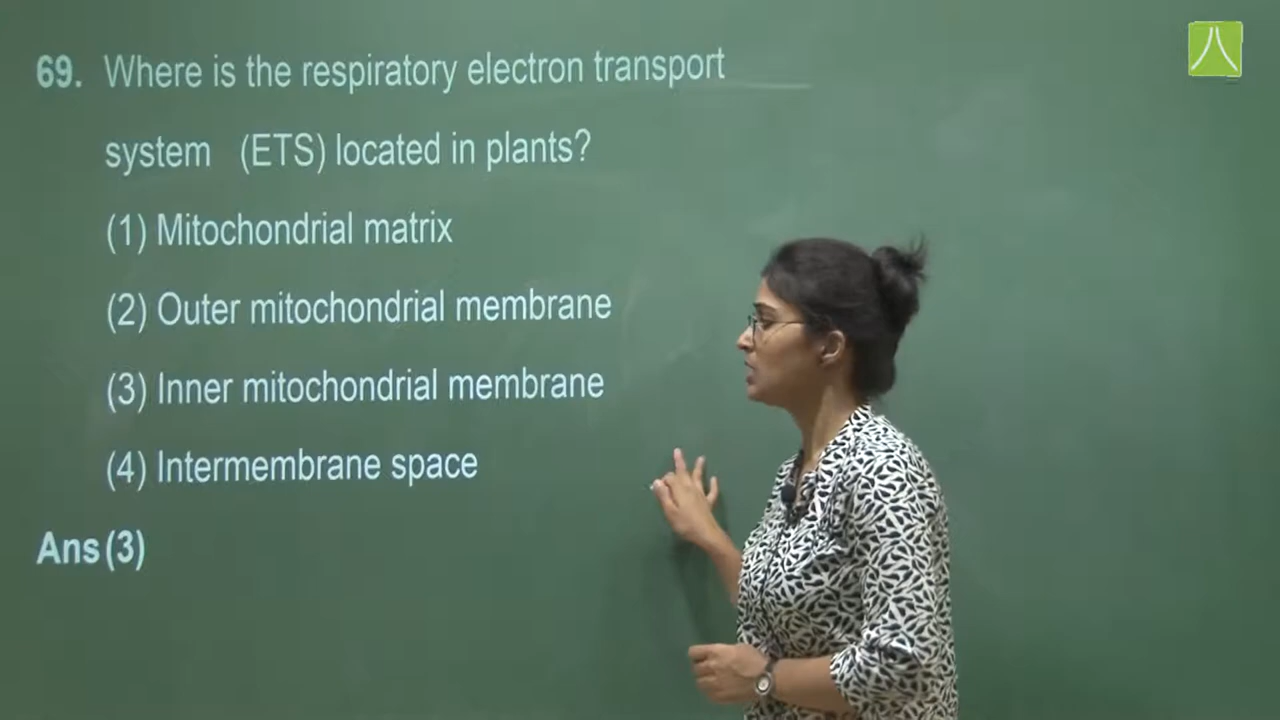 69. Where is the respiratory electron transport
system (ETS) located in plants?
(1) Mitochondrial matrix
(2) Outer mitochondrial membrane
(3) Inner mitochondrial membrane
(4) Intermembrane space
Ans (3)